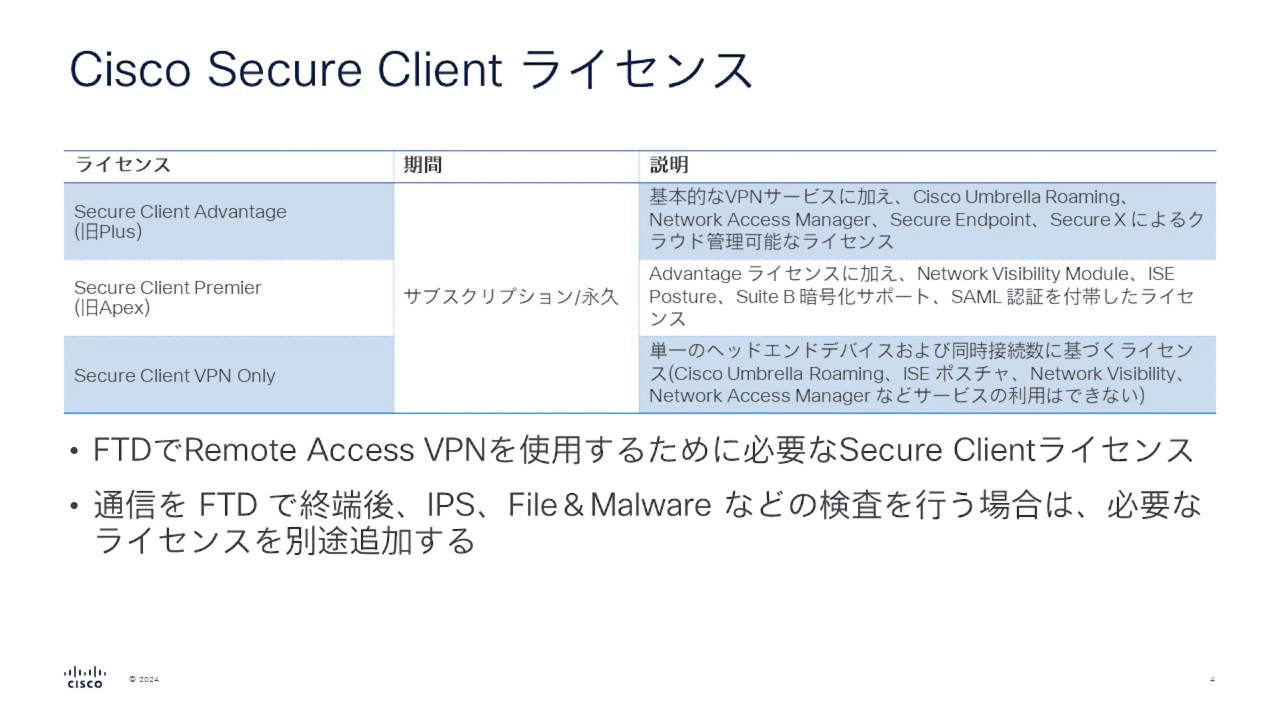 Cisco Secure Client ライセンス
ライセンス
期間
説明
Secure Client Advantage
(旧Plus)
サブスクリプション/永久
基本的なVPNサービスに加え、Cisco Umbrella Roaming、
Network Access Manager、Secure Endpoint、SecureX によるク
ラウド管理可能なライセンス
Secure Client Premier
(旧Apex)
Advantage ライセンスに加え、Network Visibility Module、ISE
Posture、Suite B 暗号化サポート、SAML 認証を付帯したライセ
ンス
Secure Client VPN Only
単一のヘッドエンドデバイスおよび同時接続数に基づくライセン
ス(Cisco Umbrella Roaming、ISE ポスチャ、Network Visibility、
Network Access Manager などサービスの利用はできない)
• FTDでRemote Access VPNを使用するために必要なSecure Clientライセンス
• 通信を FTD で終端後、IPS、File＆Malware などの検査を行う場合は、必要な
ライセンスを別途追加する
CISCO
© 2024
4